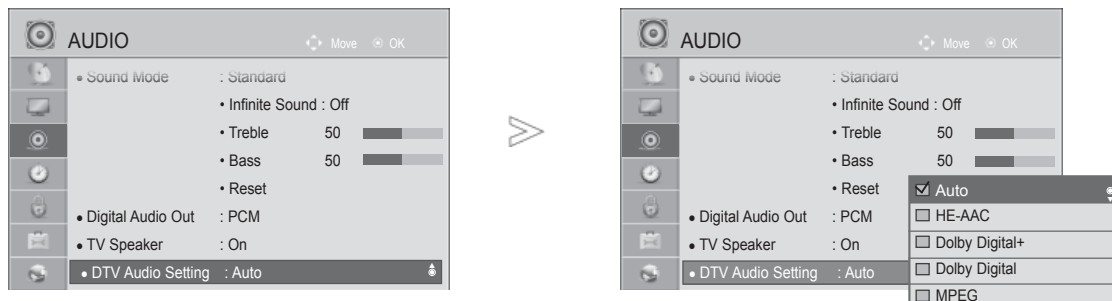 AUDIO
Move OK
• Sound Mode : Standard
• Infinite Sound : Off
• Treble 50
• Bass 50
• Reset
• Digital Audio Out : PCM
• TV Speaker : On
• DTV Audio Setting : Auto
AUDIO
Move OK
• Sound Mode : Standard
• Infinite Sound : Off
• Treble 50
• Bass 50
• Reset
• Digital Audio Out : PCM
• TV Speaker : On
• DTV Audio Setting : Auto
Auto
HE-AAC
Dolby Digital+
Dolby Digital
MPEG